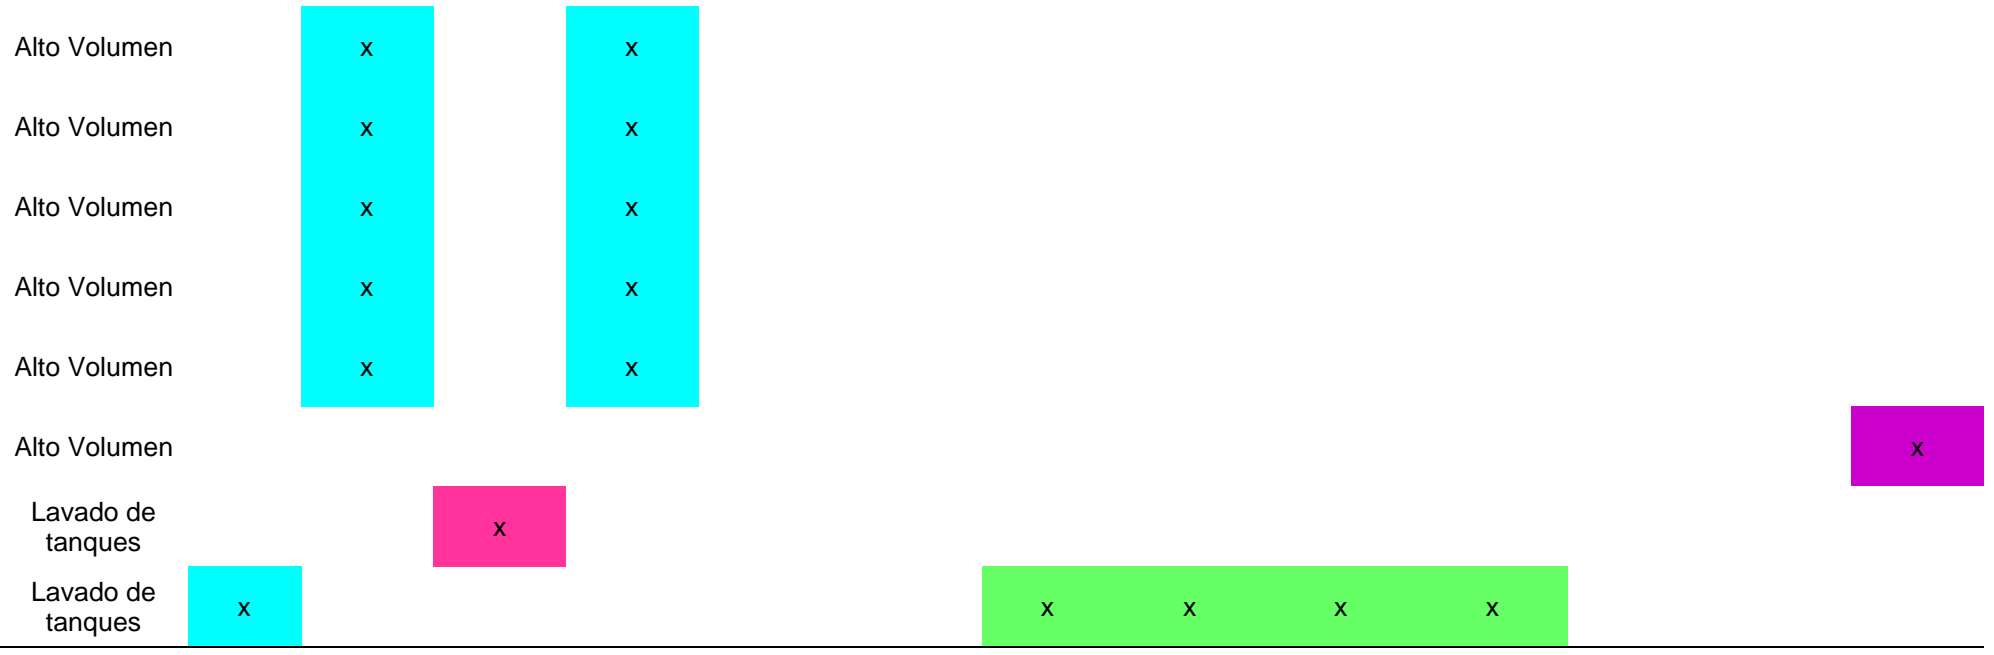 Alto Volumen x x
Alto Volumen x x
Alto Volumen x x
Alto Volumen x x
Alto Volumen x x
Alto Volumen x
Lavado de
tanques x
Lavado de
tanques x x x x x